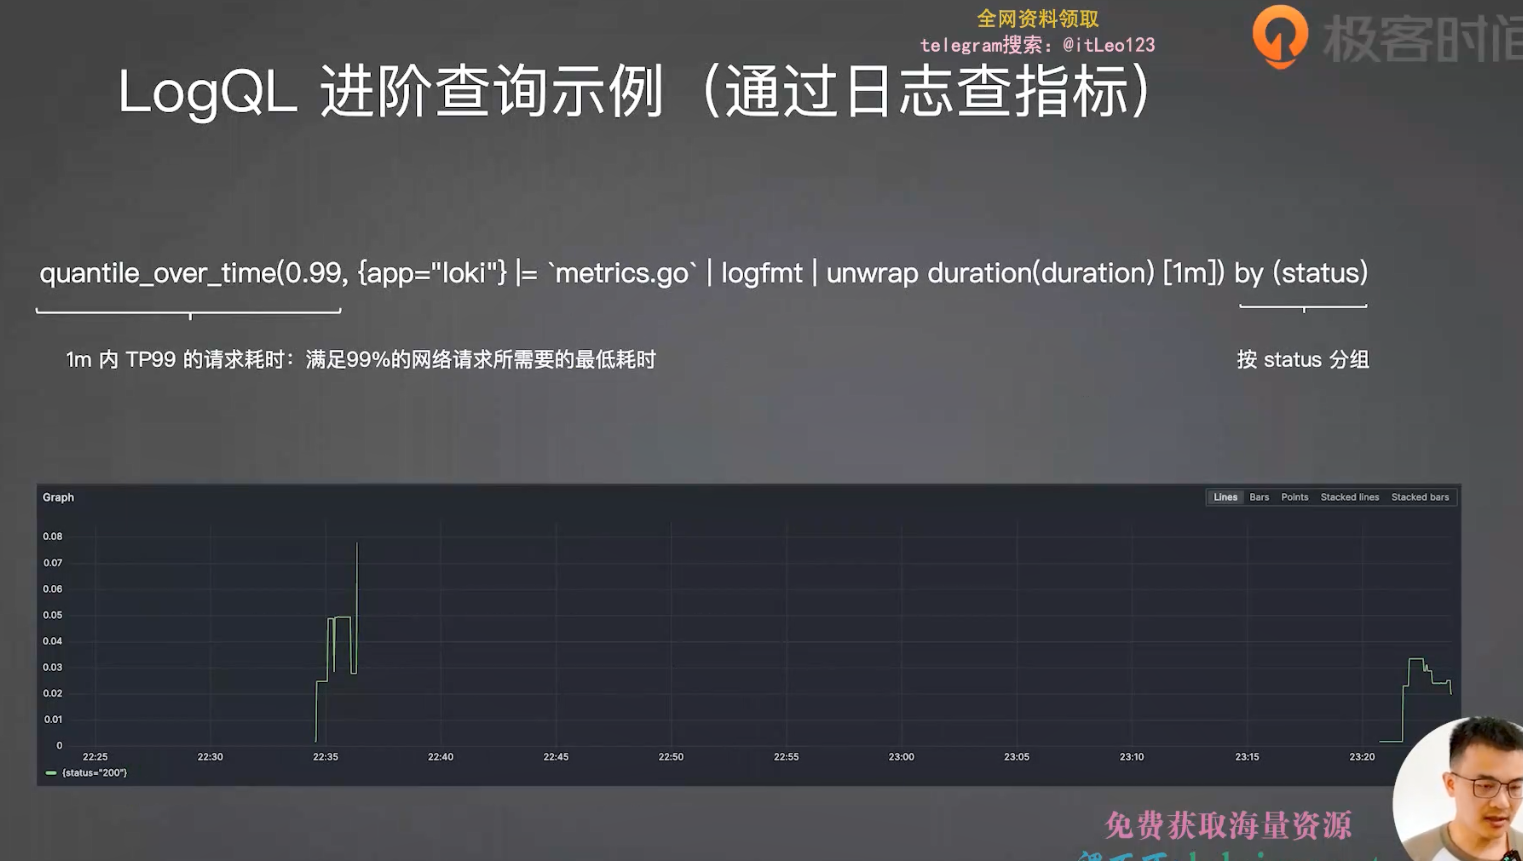 全网资料领取
telegram搜索：@itLeo123
极客时间
LogQL 进阶查询示例（通过日志查指标）
quantile_over_time(0.99, {app="loki"} |= `metrics.go` | logfmt | unwrap duration(duration) [1m]) by (status)
1m 内 TP99 的请求耗时：满足99%的网络请求所需要的最低耗时
按 status 分组
Graph
Lines Bars Points Stacked lines Stacked bars
0.08
0.07
0.06
0.05
0.04
0.03
0.02
0.01
0
22:25 22:30 22:35 22:40 22:45 22:50 22:55 23:00 23:05 23:10 23:15 23:20
{status="200"}
免费获取海量资源